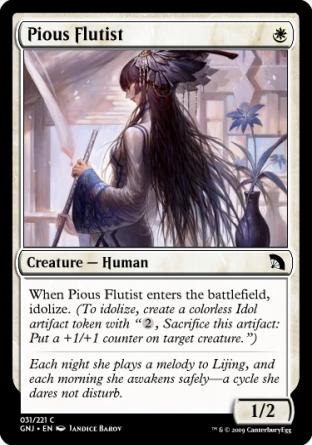 Pious Flutist
Creature — Human
When Pious Flutist enters the battlefield,
idolize. (To idolize, create a colorless Idol
artifact token with “2, Sacrifice this artifact:
Put a +1/+1 counter on target creature.”)
Each night she plays a melody to Lijing, and
each morning she awakens safely—a cycle she
dares not disturb.
1/2
031/221 C
GNJ • EN Jandice Barov
™ & © 2019 CanterburyEgg